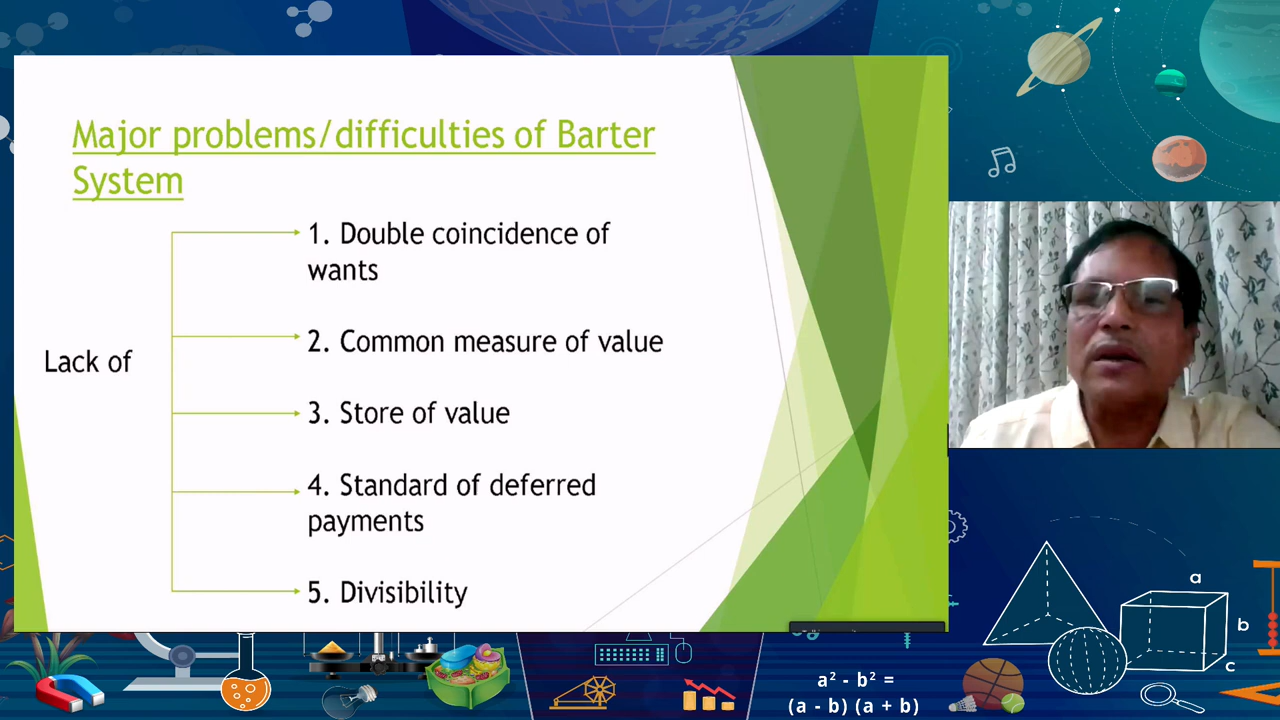 Major problems/difficulties of Barter
System
1. Double coincidence of
wants
2. Common measure of value
Lack of
3. Store of value
4. Standard of deferred
payments
5. Divisibility
a
b
c
a² - b² =
(a - b) (a + b)